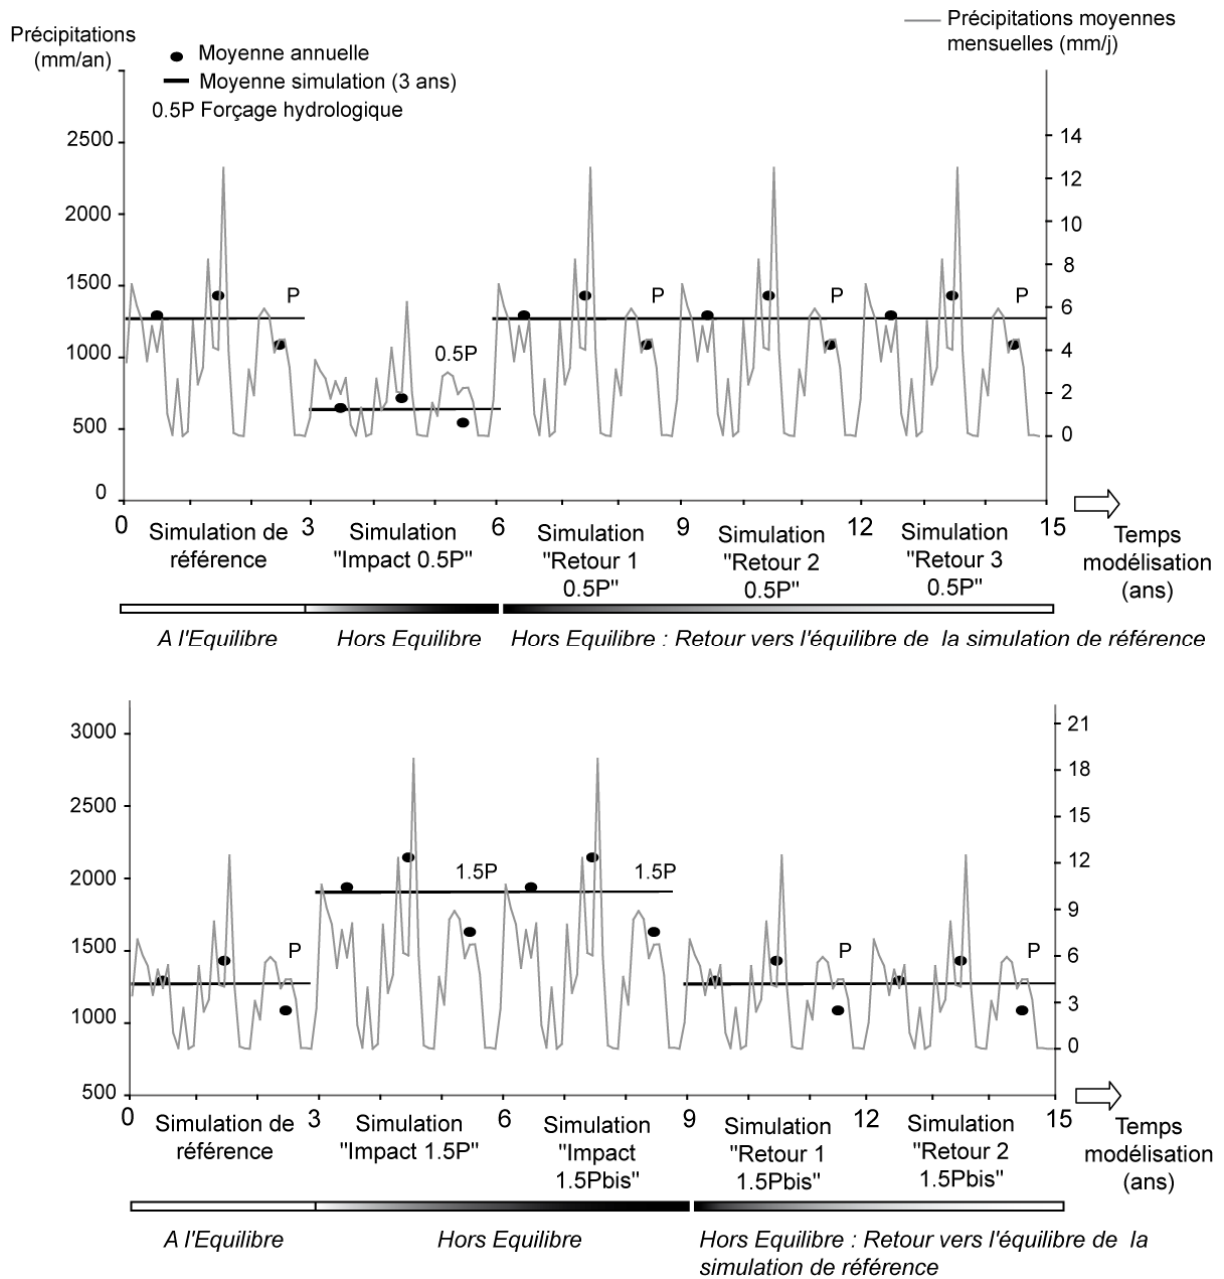 Précipitations
(mm/an)
Moyenne annuelle
Moyenne simulation (3 ans)
0.5P Forçage hydrologique
Précipitations moyennes
mensuelles (mm/j)
2500
2000
1500
1000
500
0
14
12
10
8
6
4
2
0
P
0.5P
P
P
P
0
3
6
9
12
15
Simulation de
référence
Simulation
"Impact 0.5P"
Simulation
"Retour 1
0.5P"
Simulation
"Retour 2
0.5P"
Simulation
"Retour 3
0.5P"
Temps
modélisation
(ans)
A l'Equilibre
Hors Equilibre
Hors Equilibre : Retour vers l'équilibre de la simulation de référence
3000
2500
2000
1500
1000
500
21
18
15
12
9
6
3
0
P
1.5P
1.5P
P
P
0
3
6
9
12
15
Simulation de
référence
Simulation
"Impact 1.5P"
Simulation
"Impact
1.5Pbis"
Simulation
"Retour 1
1.5Pbis"
Simulation
"Retour 2
1.5Pbis"
Temps
modélisation
(ans)
A l'Equilibre
Hors Equilibre
Hors Equilibre : Retour vers l'équilibre de la
simulation de référence